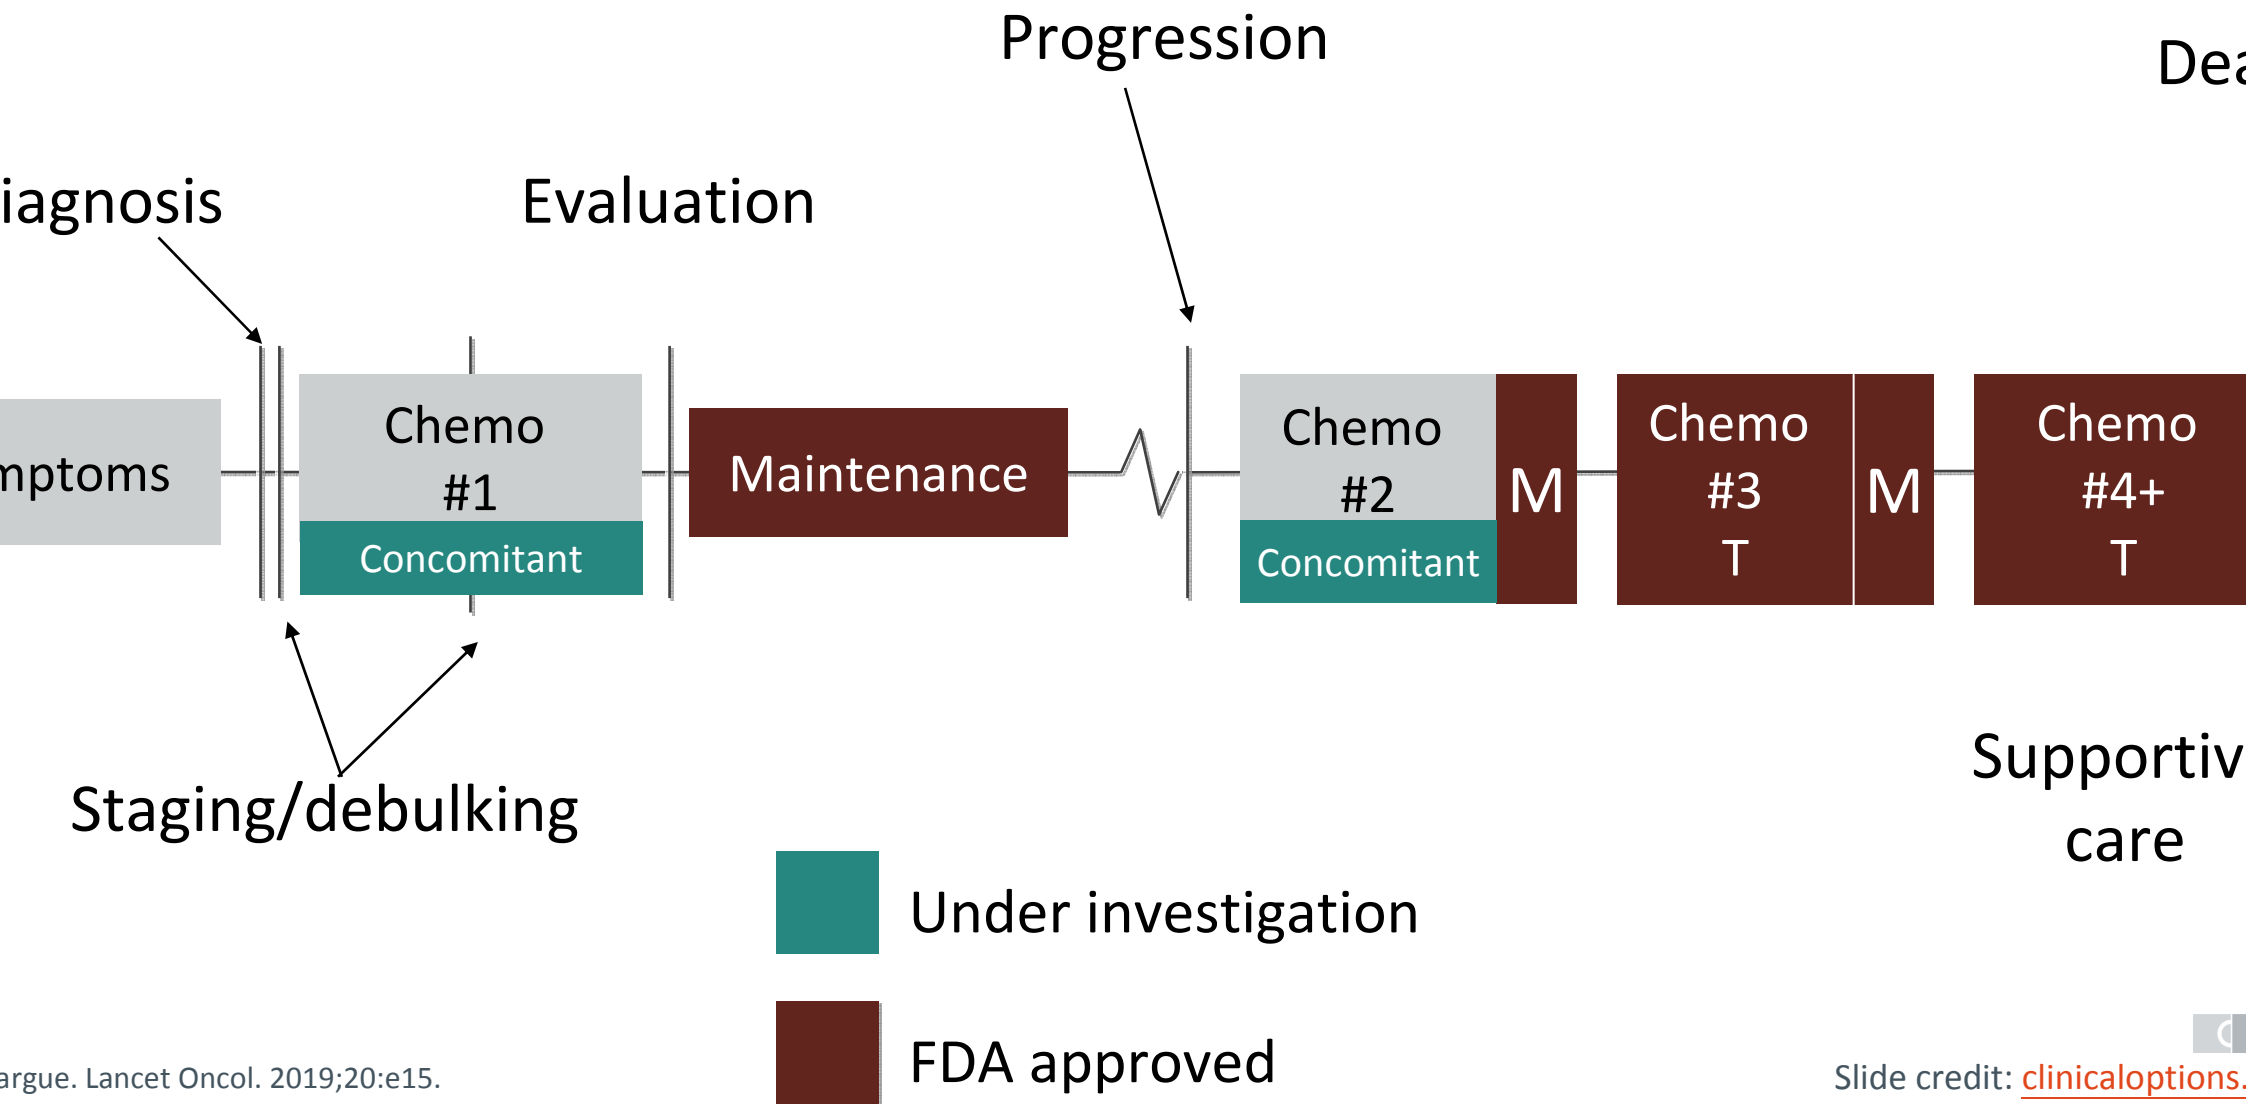 Progression
Dea
iagnosis
Evaluation
mptoms
Chemo
#1
Concomitant
Maintenance
Chemo
#2
Concomitant
M
Chemo
#3
T
M
Chemo
#4+
T
Staging/debulking
Supportiv
care
Under investigation
FDA approved
argue. Lancet Oncol. 2019;20:e15.
Slide credit: clinicaloptions.